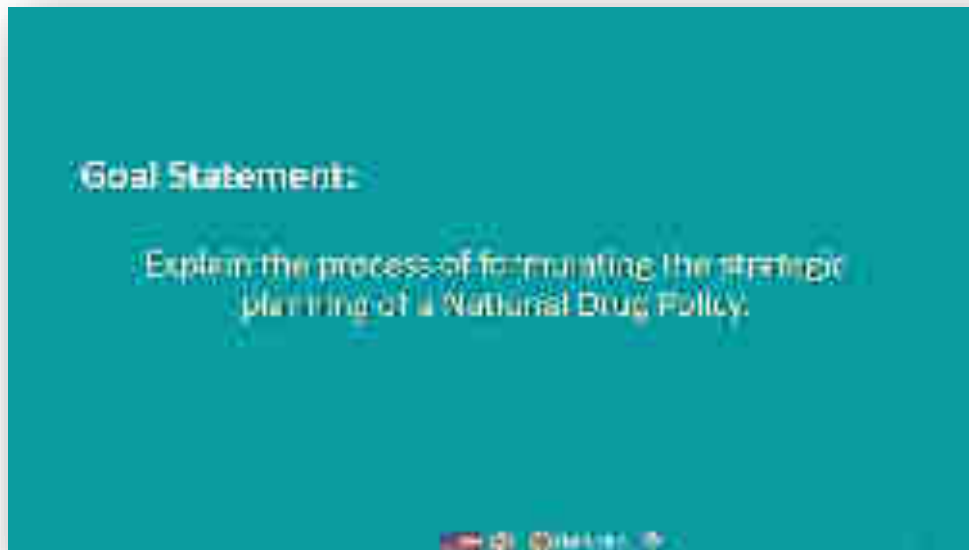 Goal Statement:
Explain the process of formulating the strategic
planning of a National Drug Policy.